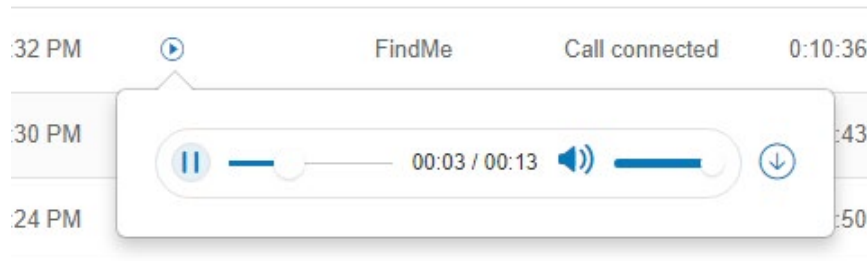 :32 PM FindMe Call connected 0:10:36
:30 PM :43
00:03 / 00:13
:24 PM :50